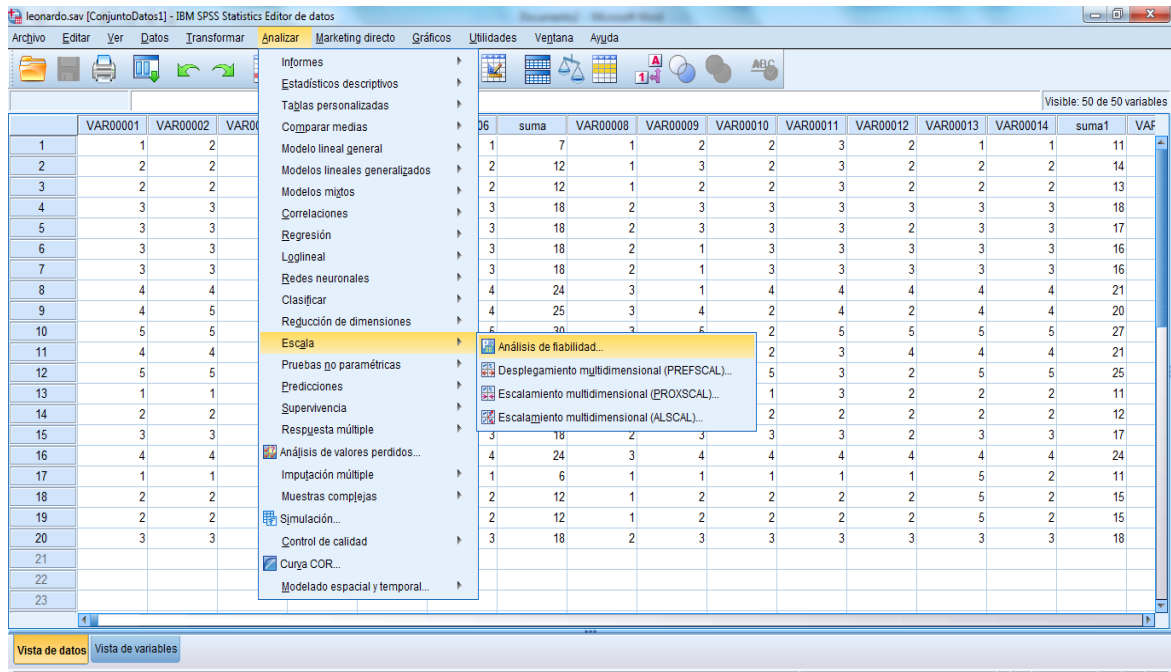 leonardo.sav [ConjuntoDatos1] - IBM SPSS Statistics Editor de datos
Archivo Editar Ver Datos Transformar Analizar Marketing directo Gráficos Utilidades Ventana Ayuda
Visible: 50 de 50 variables
VAR00001 VAR00002 VAR00 06 suma VAR00008 VAR00009 VAR00010 VAR00011 VAR00012 VAR00013 VAR00014 suma1 VAR
1 1 2 1 7 1 2 2 3 2 1 1 11
2 2 2 2 12 1 3 2 3 2 2 2 14
3 2 2 2 12 1 2 2 3 2 2 2 13
4 3 3 3 18 2 3 3 3 3 3 3 18
5 3 3 3 18 2 3 3 3 2 3 3 17
6 3 3 3 18 2 1 3 3 3 3 3 16
7 3 3 3 18 2 1 3 3 3 3 3 16
8 4 4 4 24 3 1 4 4 4 4 4 21
9 4 5 4 25 3 4 2 4 2 4 4 20
10 5 5 5 30 3 5 2 5 5 5 5 27
11 4 4 2 3 4 4 4 21
12 5 5 5 3 2 5 5 25
13 1 1 1 3 2 2 2 11
14 2 2 2 2 2 2 2 12
15 3 3 3 18 2 3 3 3 2 3 3 17
16 4 4 4 24 3 4 4 4 4 4 4 24
17 1 1 1 6 1 1 1 1 1 5 2 11
18 2 2 2 12 1 2 2 2 2 5 2 15
19 2 2 2 12 1 2 2 2 2 5 2 15
20 3 3 3 18 2 3 3 3 3 3 3 18
21
22
23
Informes
Estadísticos descriptivos
Tablas personalizadas
Comparar medias
Modelo lineal general
Modelos lineales generalizados
Modelos mixtos
Correlaciones
Regresión
Loglineal
Redes neuronales
Clasificar
Reducción de dimensiones
Escala
Pruebas no paramétricas
Predicciones
Supervivencia
Respuesta múltiple
Análisis de valores perdidos...
Imputación múltiple
Muestras complejas
Simulación...
Control de calidad
Curva COR...
Modelado espacial y temporal...
Análisis de fiabilidad...
Desplegamiento multidimensional (PREFSCAL)...
Escalamiento multidimensional (PROXSCAL)...
Escalamiento multidimensional (ALSCAL)...
Vista de datos Vista de variables